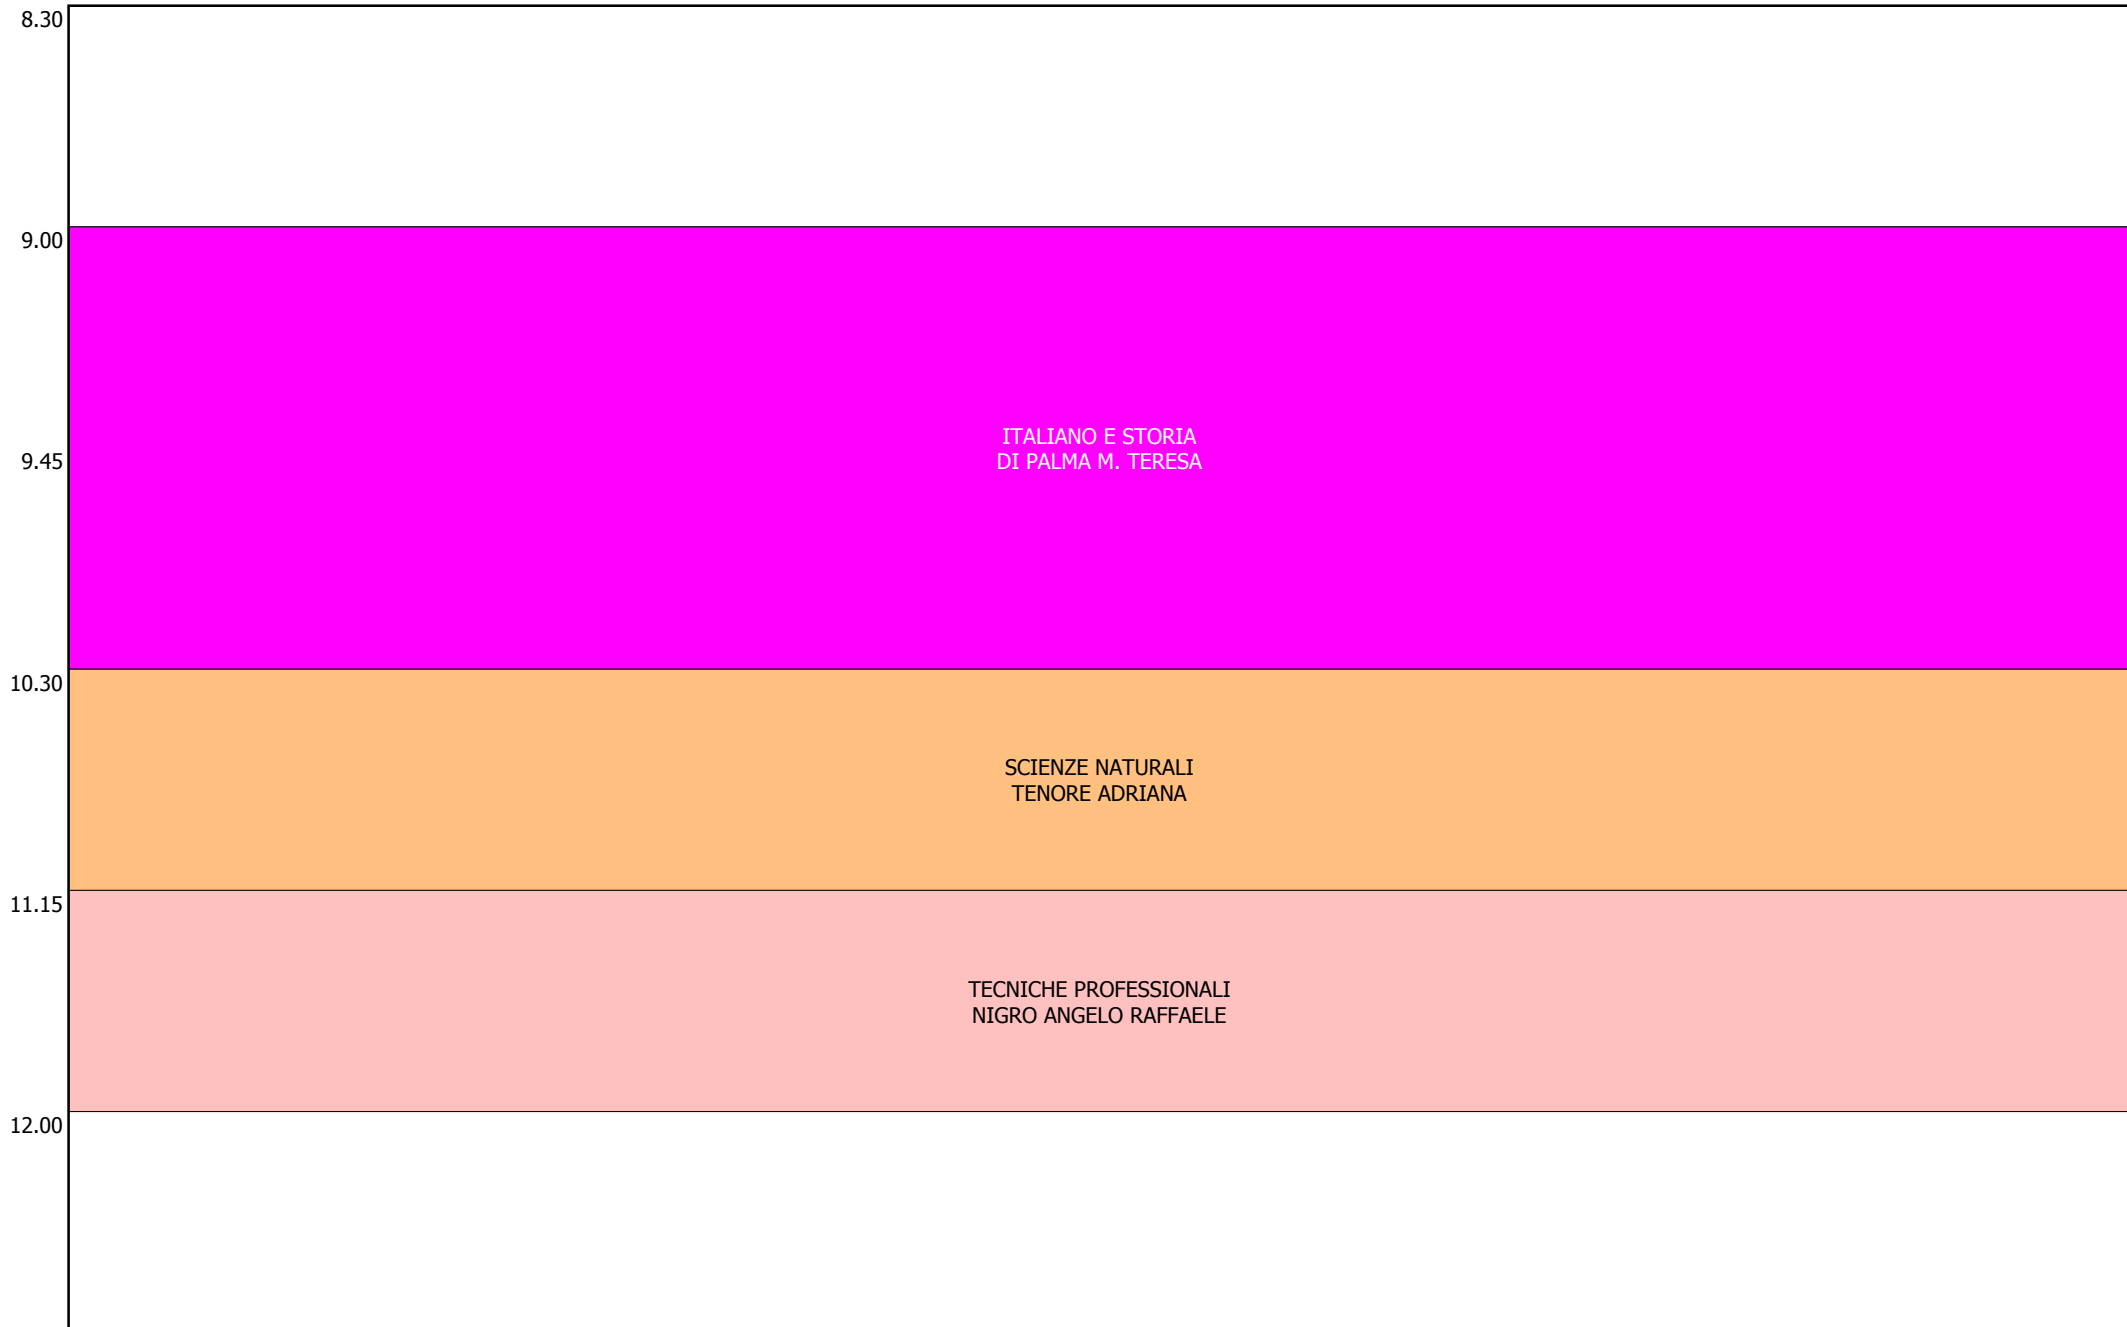 8.30
9.00
ITALIANO E STORIA
9.45
DI PALMA M. TERESA
10.30
SCIENZE NATURALI
TENORE ADRIANA
11.15
TECNICHE PROFESSIONALI
NIGRO ANGELO RAFFAELE
12.00